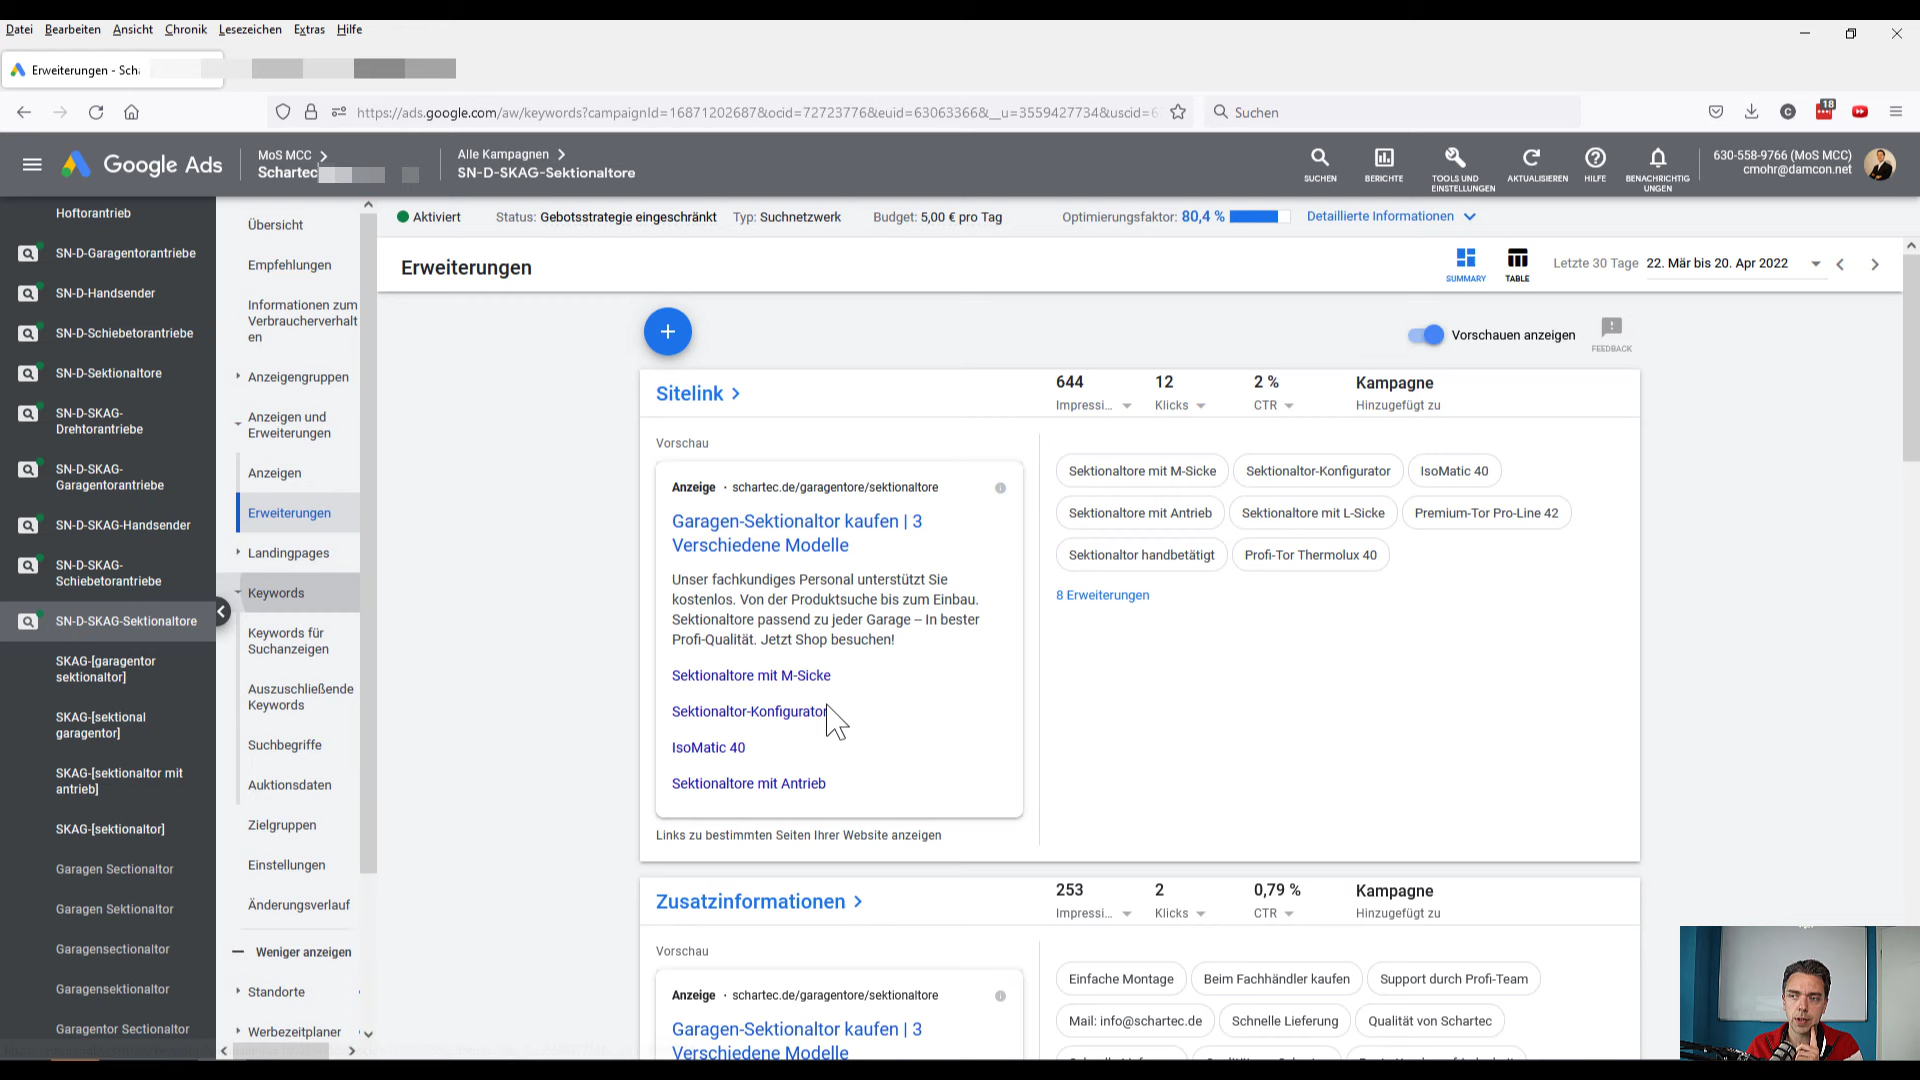 Datei Bearbeiten Ansicht Chronik Lesezeichen Extras Hilfe
Erweiterungen - Sch
https://ads.google.com/aw/keywords?campaignId=16871202687&ocid=72723776&euid=63063366&__u=3559427734&uscid=6
Suchen
18
Google Ads
MoS MCC
Schartec
Alle Kampagnen
SN-D-SKAG-Sektionaltore
SUCHEN
BERICHTE
TOOLS UND EINSTELLUNGEN
AKTUALISIEREN
HILFE
BENACHRICHTIG UNGEN
630-558-9766 (MoS MCC)
cmohr@damcon.net
Hoftorantrieb
SN-D-Garagentorantriebe
SN-D-Handsender
SN-D-Schiebetorantriebe
SN-D-Sektionaltore
SN-D-SKAG-
Drehtorantriebe
SN-D-SKAG-
Garagentorantriebe
SN-D-SKAG-Handsender
SN-D-SKAG-
Schiebetorantriebe
SN-D-SKAG-Sektionaltore
SKAG-[garagentor
sektionaltor]
SKAG-[sektional
garagentor]
SKAG-[sektionaltor mit
antrieb]
SKAG-[sektionaltor]
Garagen Sectionaltor
Garagen Sektionaltor
Garagensectionaltor
Garagensektionaltor
Garagentor Sectionaltor
Übersicht
Empfehlungen
Informationen zum
Verbraucherverhalt
en
Anzeigengruppen
Anzeigen und
Erweiterungen
Anzeigen
Erweiterungen
Landingpages
Keywords
Keywords für
Suchanzeigen
Auszuschließende
Keywords
Suchbegriffe
Auktionsdaten
Zielgruppen
Einstellungen
Änderungsverlauf
Weniger anzeigen
Standorte
Werbezeitplaner
Aktiviert Status: Gebotsstrategie eingeschränkt Typ: Suchnetzwerk Budget: 5,00 € pro Tag Optimierungsfaktor: 80,4 % Detaillierte Informationen
Erweiterungen
SUMMARY
TABLE
Letzte 30 Tage 22. Mär bis 20. Apr 2022
Vorschauen anzeigen
FEEDBACK
Sitelink
644 12 2 % Kampagne
Impressi... Klicks CTR Hinzugefügt zu
Vorschau
Anzeige · schartec.de/garagentore/sektionaltore
Garagen-Sektionaltor kaufen | 3
Verschiedene Modelle
Unser fachkundiges Personal unterstützt Sie
kostenlos. Von der Produktsuche bis zum Einbau.
Sektionaltore passend zu jeder Garage – In bester
Profi-Qualität. Jetzt Shop besuchen!
Sektionaltore mit M-Sicke
Sektionaltor-Konfigurator
IsoMatic 40
Sektionaltore mit Antrieb
Links zu bestimmten Seiten Ihrer Website anzeigen
Sektionaltore mit M-Sicke Sektionaltor-Konfigurator IsoMatic 40
Sektionaltore mit Antrieb Sektionaltore mit L-Sicke Premium-Tor Pro-Line 42
Sektionaltor handbetätigt Profi-Tor Thermolux 40
8 Erweiterungen
Zusatzinformationen
253 2 0,79 % Kampagne
Impressi... Klicks CTR Hinzugefügt zu
Vorschau
Anzeige · schartec.de/garagentore/sektionaltore
Garagen-Sektionaltor kaufen | 3
Verschiedene Modelle
Einfache Montage Beim Fachhändler kaufen Support durch Profi-Team
Mail: info@schartec.de Schnelle Lieferung Qualität von Schartec